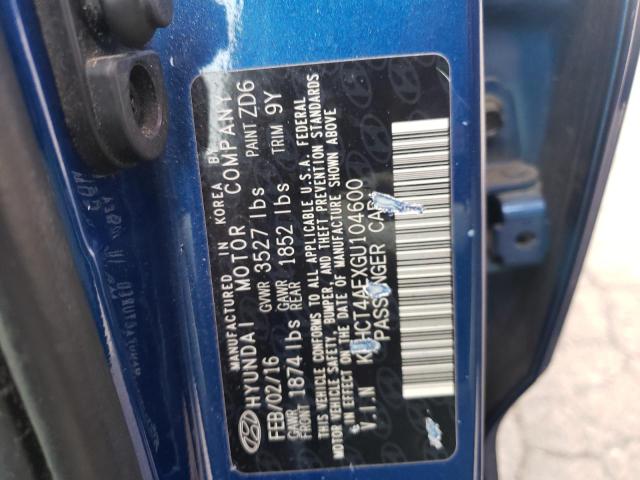 MANUFACTURED IN KOREA BY
HYUNDAI MOTOR COMPANY
FEB/02/16 GVWR 3527 lbs PAINT ZD6
GAWR FRONT 1874 lbs GAWR REAR 1852 lbs TRIM 9Y
THIS VEHICLE CONFORMS TO ALL APPLICABLE U.S.A. FEDERAL
MOTOR VEHICLE SAFETY, BUMPER, AND THEFT PREVENTION STANDARDS
IN EFFECT ON THE DATE OF MANUFACTURE SHOWN ABOVE
V.I.N
PASSENGER CAR